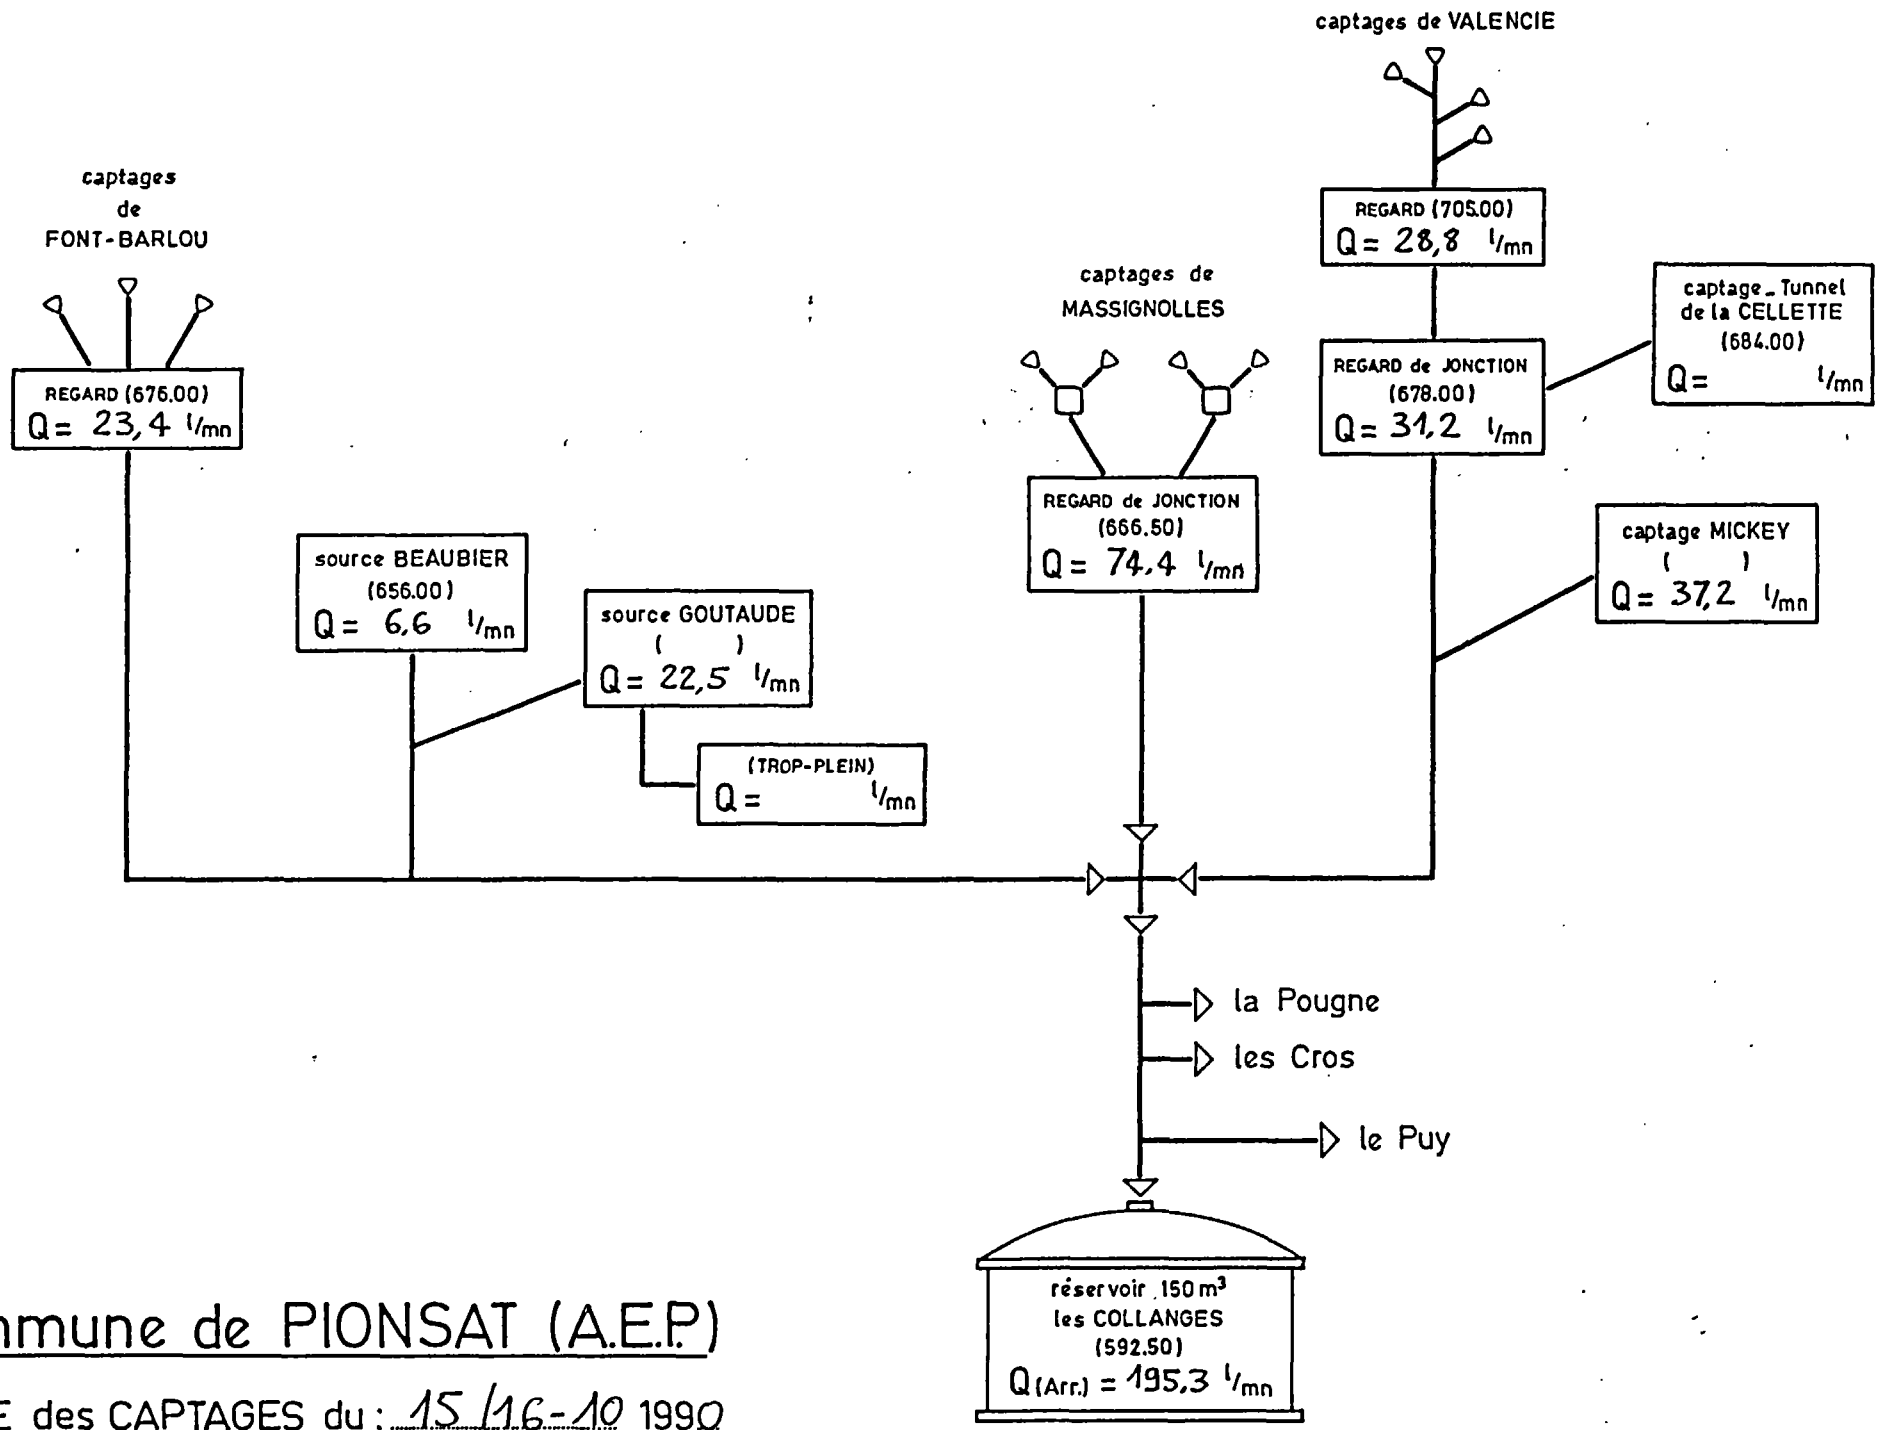 captages de VALENCIE
REGARD (705.00)
Q = 28,8 l/mn
captages
de
FONT-BARLOU
REGARD (676.00)
Q = 23,4 l/mn
captages de
MASSIGNOLLES
captage_Tunnel
de la CELLETTE
(684.00)
Q = l/mn
REGARD de JONCTION
(678.00)
Q = 31,2 l/mn
REGARD de JONCTION
(666.50)
Q = 74,4 l/mn
captage MICKEY
( )
Q = 37,2 l/mn
source BEAUBIER
(656.00)
Q = 6,6 l/mn
source GOUTAUDE
( )
Q = 22,5 l/mn
(TROP-PLEIN)
Q = l/mn
la Pougne
les Cros
le Puy
réservoir 150 m³
les COLLANGES
(592.50)
Q (Arr.) = 195,3 l/mn
mmune de PIONSAT (A.E.P.)
E des CAPTAGES du : 15/16-10 1990